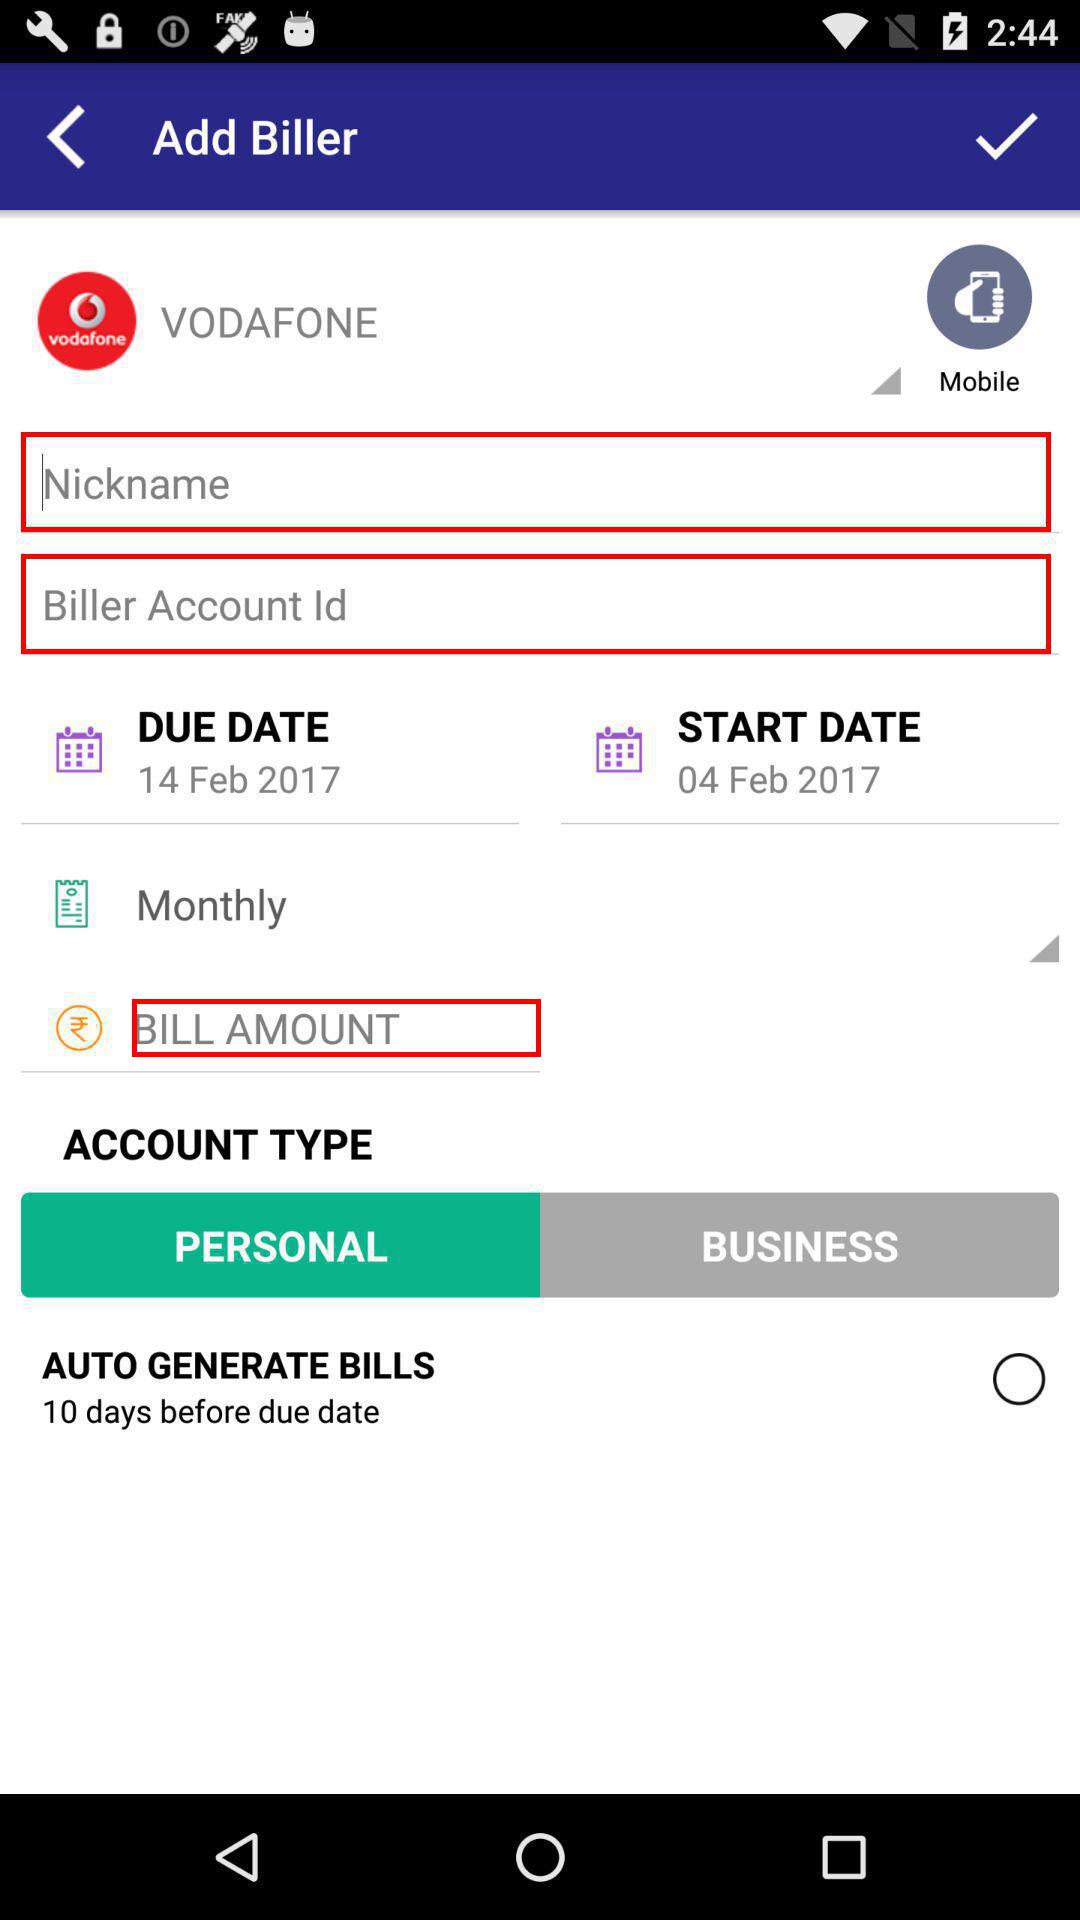 FAKE
2:44
Add Biller
vodafone
VODAFONE
Mobile
Nickname
Biller Account Id
DUE DATE
14 Feb 2017
START DATE
04 Feb 2017
Monthly
₹
BILL AMOUNT
ACCOUNT TYPE
PERSONAL
BUSINESS
AUTO GENERATE BILLS
10 days before due date